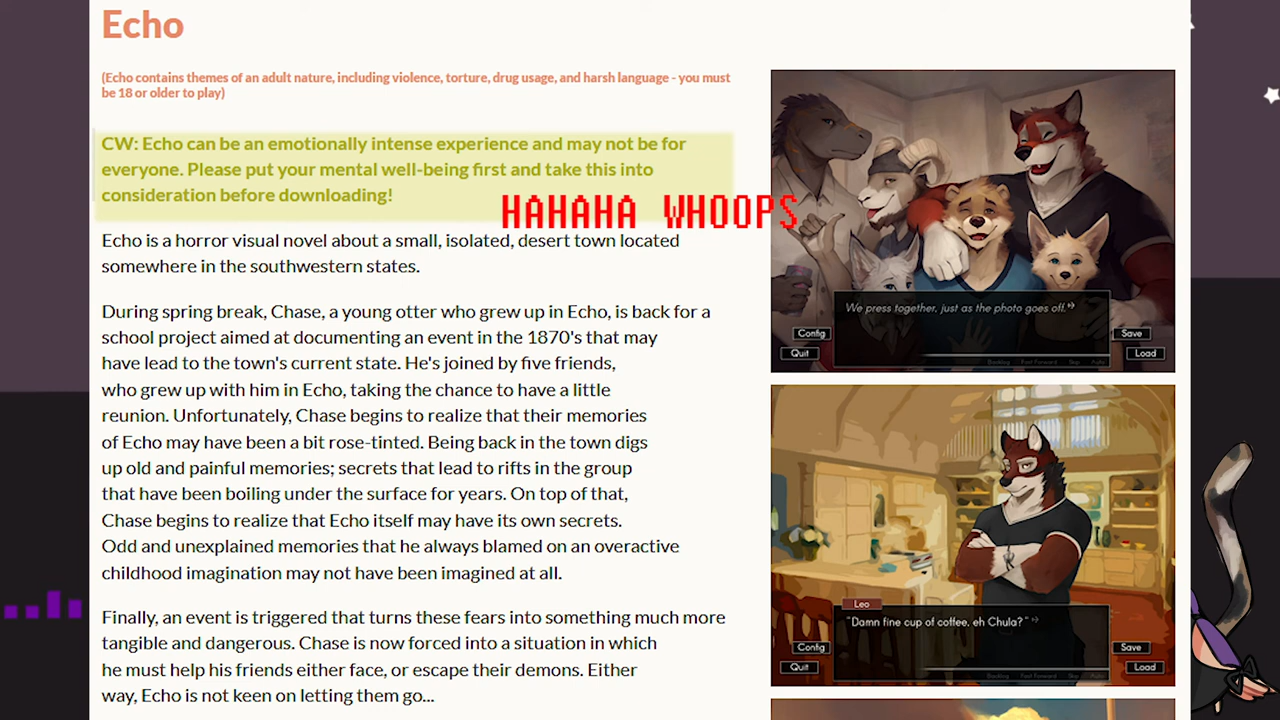 Echo
(Echo contains themes of an adult nature, including violence, torture, drug usage, and harsh language - you must
be 18 or older to play)
CW: Echo can be an emotionally intense experience and may not be for
everyone. Please put your mental well-being first and take this into
consideration before downloading!
HAHAHA WHOOPS
Echo is a horror visual novel about a small, isolated, desert town located
somewhere in the southwestern states.
During spring break, Chase, a young otter who grew up in Echo, is back for a
school project aimed at documenting an event in the 1870's that may
have lead to the town's current state. He's joined by five friends,
who grew up with him in Echo, taking the chance to have a little
reunion. Unfortunately, Chase begins to realize that their memories
of Echo may have been a bit rose-tinted. Being back in the town digs
up old and painful memories; secrets that lead to rifts in the group
that have been boiling under the surface for years. On top of that,
Chase begins to realize that Echo itself may have its own secrets.
Odd and unexplained memories that he always blamed on an overactive
childhood imagination may not have been imagined at all.
Finally, an event is triggered that turns these fears into something much more
tangible and dangerous. Chase is now forced into a situation in which
he must help his friends either face, or escape their demons. Either
way, Echo is not keen on letting them go...
We press together, just as the photo goes off.
Config
Save
Quit
Load
Leo
"Damn fine cup of coffee, eh Chula?"
Config
Save
Quit
Load